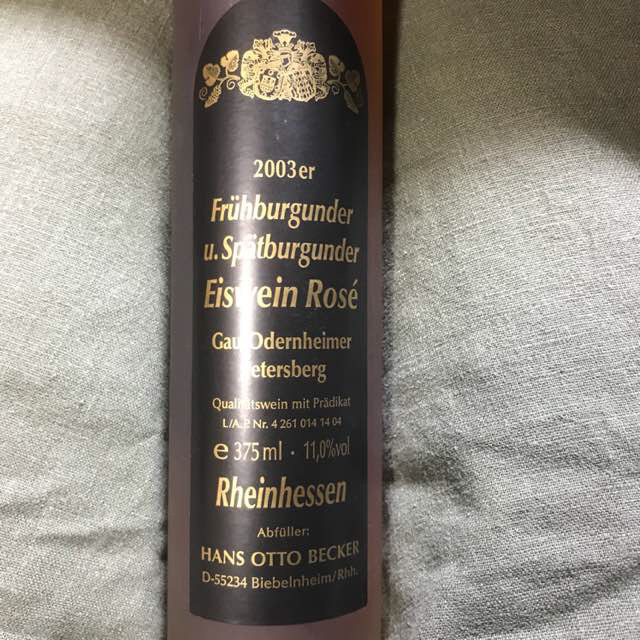 2003er
Frühburgunder
u. Spätburgunder
Eiswein Rosé
Gau Odernheimer
Petersberg
Qualitätswein mit Prädikat
L/A.P. Nr. 4 261 014 14 04
e 375 ml · 11,0%vol
Rheinhessen
Abfüller:
HANS OTTO BECKER
D-55234 Biebelnheim/Rhh.